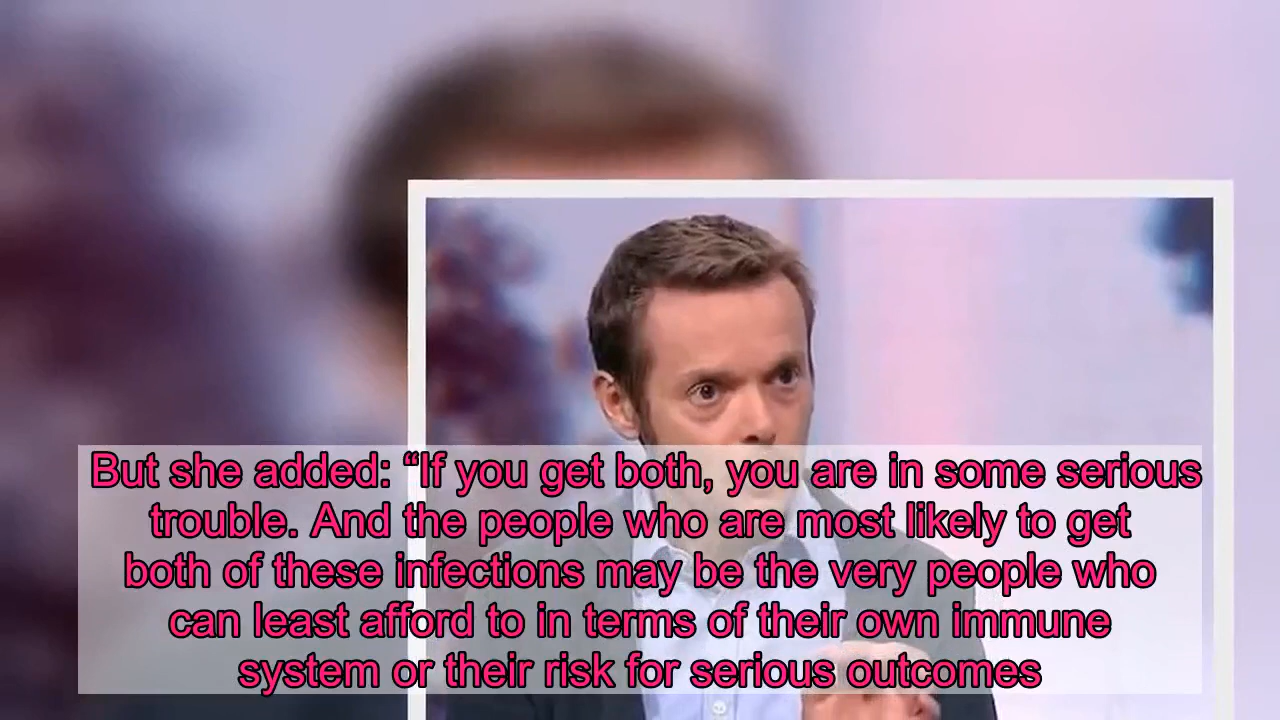 But she added: “If you get both, you are in some serious
trouble. And the people who are most likely to get
both of these infections may be the very people who
can least afford to in terms of their own immune
system or their risk for serious outcomes